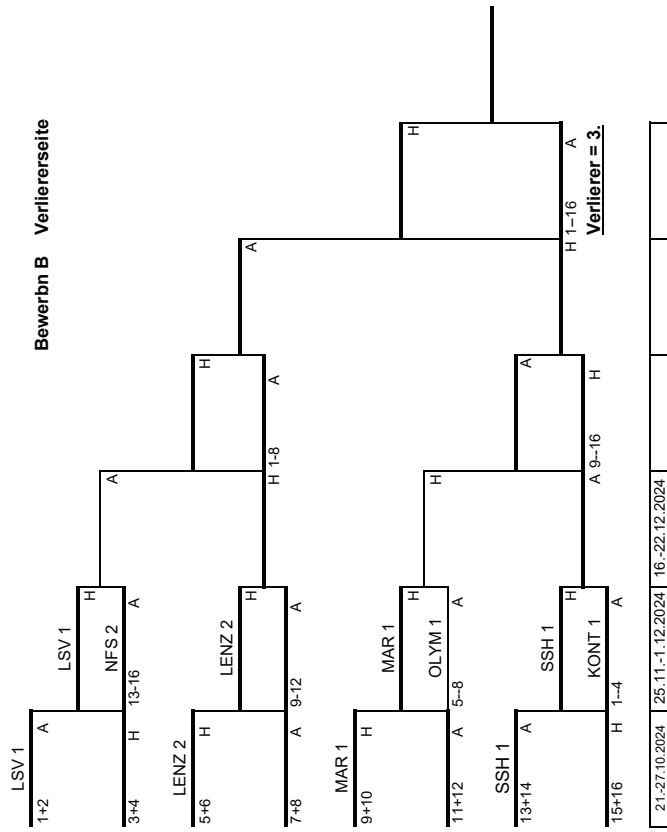 Bewerbn B Verliererseite
LSV 1
1+2
A
LSV 1
H
3+4
H
NFS 2
13-16
A
A
LENZ 2
5+6
H
LENZ 2
H
7+8
A
9-12
A
H 1-8
H
A
A
MAR 1
9+10
H
MAR 1
H
11+12
A
OLYM 1
5--8
A
H
SSH 1
13+14
A
SSH 1
H
15+16
H
KONT 1
1--4
A
A 9--16
A
H
H 1–16
H
A
Verlierer = 3.
21.-27.10.2024 25.11.-1.12.2024 16.-22.12.2024